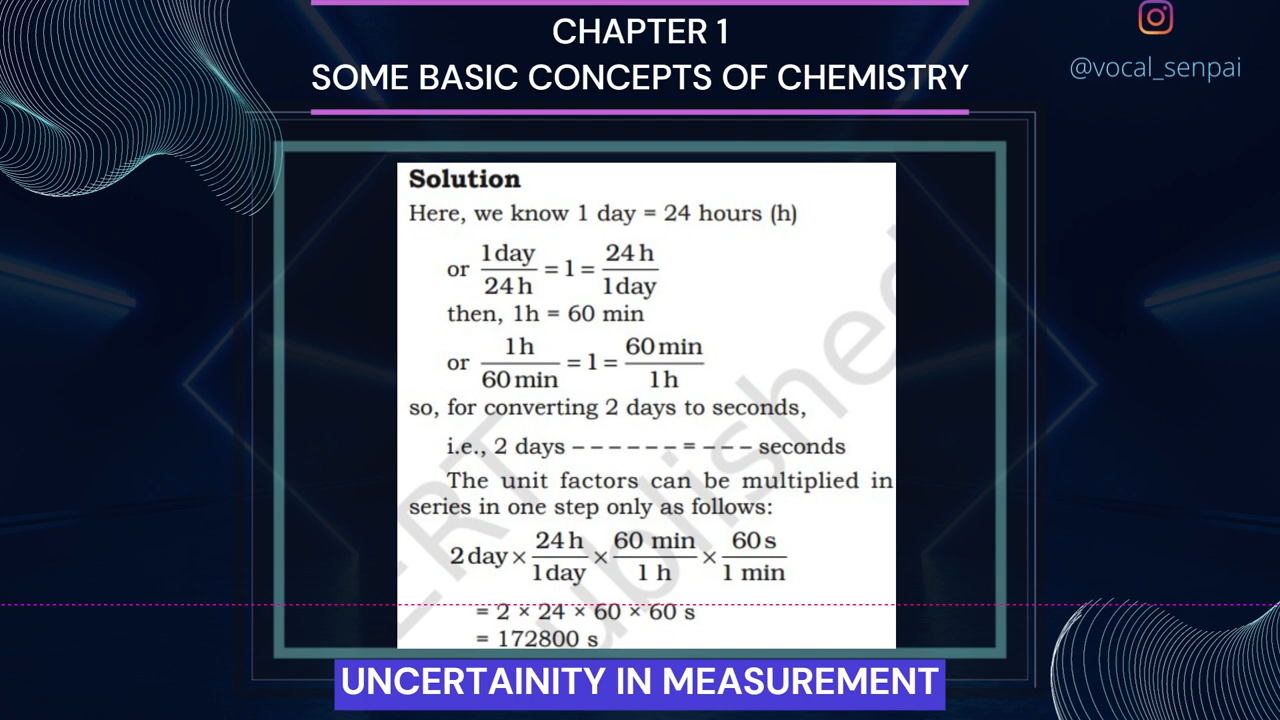 CHAPTER 1
SOME BASIC CONCEPTS OF CHEMISTRY
@vocal_senpai
Solution
Here, we know 1 day = 24 hours (h)
or 1day/24h = 1 = 24h/1day
then, 1h = 60 min
or 1h/60min = 1 = 60min/1h
so, for converting 2 days to seconds,
i.e., 2 days – – – – – – = – – – seconds
The unit factors can be multiplied in
series in one step only as follows:
2day × 24h/1day × 60 min/1 h × 60s/1 min
= 2 × 24 × 60 × 60 s
= 172800 s
UNCERTAINITY IN MEASUREMENT